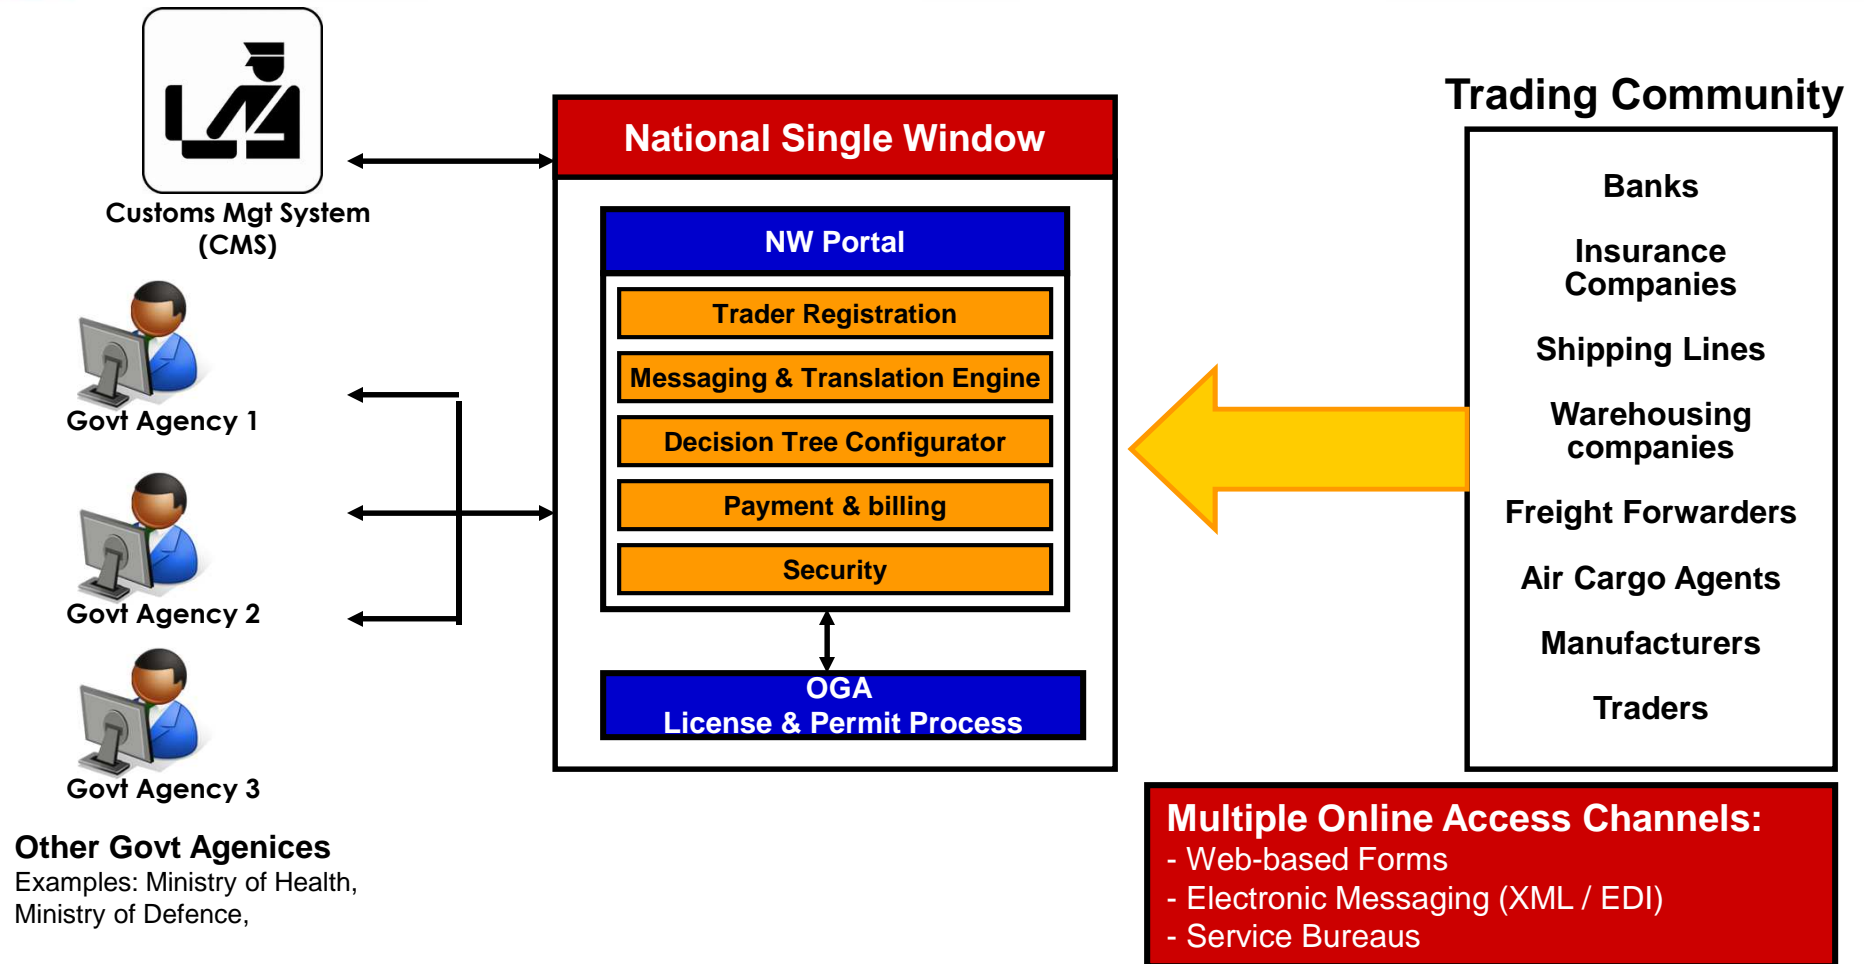 Customs Mgt System
(CMS)
Govt Agency 1
Govt Agency 2
Govt Agency 3
Other Govt Agenices
Examples: Ministry of Health,
Ministry of Defence,
National Single Window
NW Portal
Trader Registration
Messaging & Translation Engine
Decision Tree Configurator
Payment & billing
Security
OGA
License & Permit Process
Trading Community
Banks
Insurance
Companies
Shipping Lines
Warehousing
companies
Freight Forwarders
Air Cargo Agents
Manufacturers
Traders
Multiple Online Access Channels:
- Web-based Forms
- Electronic Messaging (XML / EDI)
- Service Bureaus